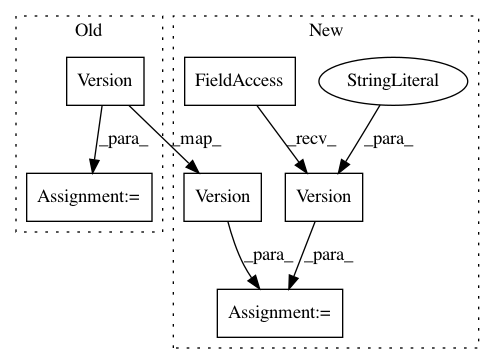 Old
New
Version
FieldAccess
StringLiteral
_para_
_map_
_recv_
_para_
Assignment:=
Version
Version
_para_
_para_
Assignment:=